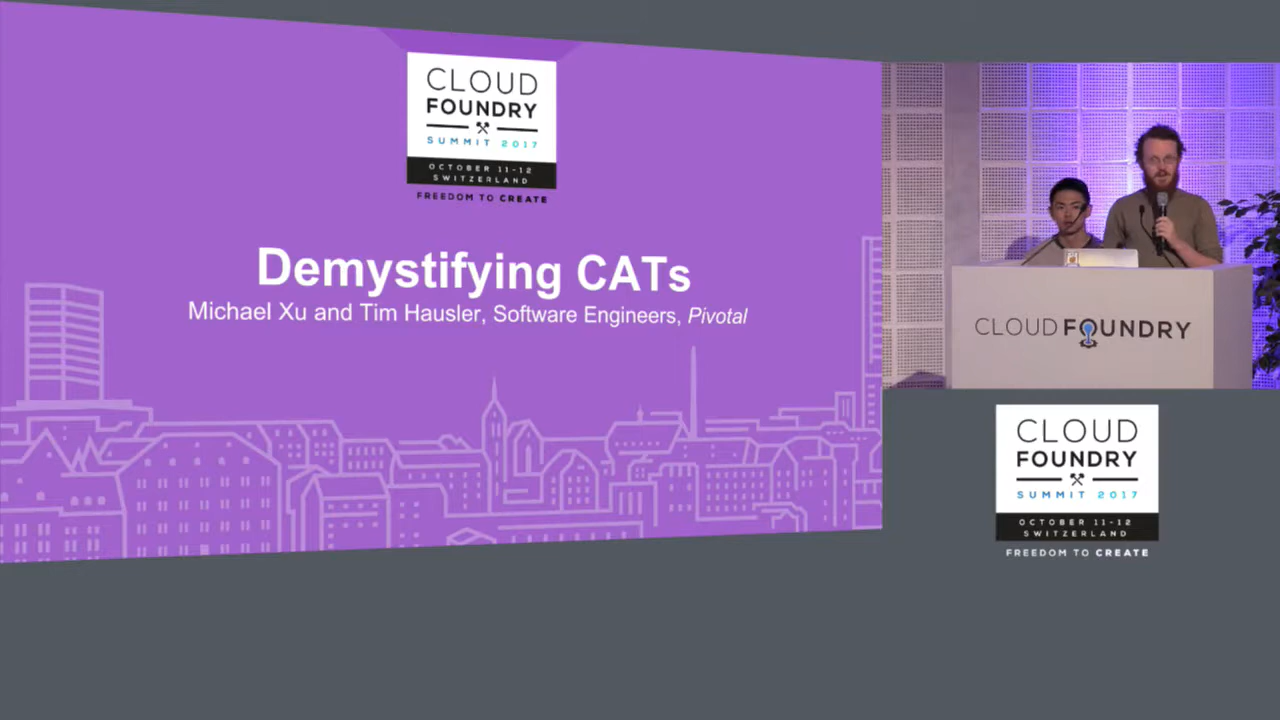 CLOUD
FOUNDRY
SUMMIT 2017
OCTOBER 11-12
SWITZERLAND
FREEDOM TO CREATE
Demystifying CATs
Michael Xu and Tim Hausler, Software Engineers, Pivotal
CLOUD FOUNDRY
CLOUD
FOUNDRY
SUMMIT 2017
OCTOBER 11-12
SWITZERLAND
FREEDOM TO CREATE